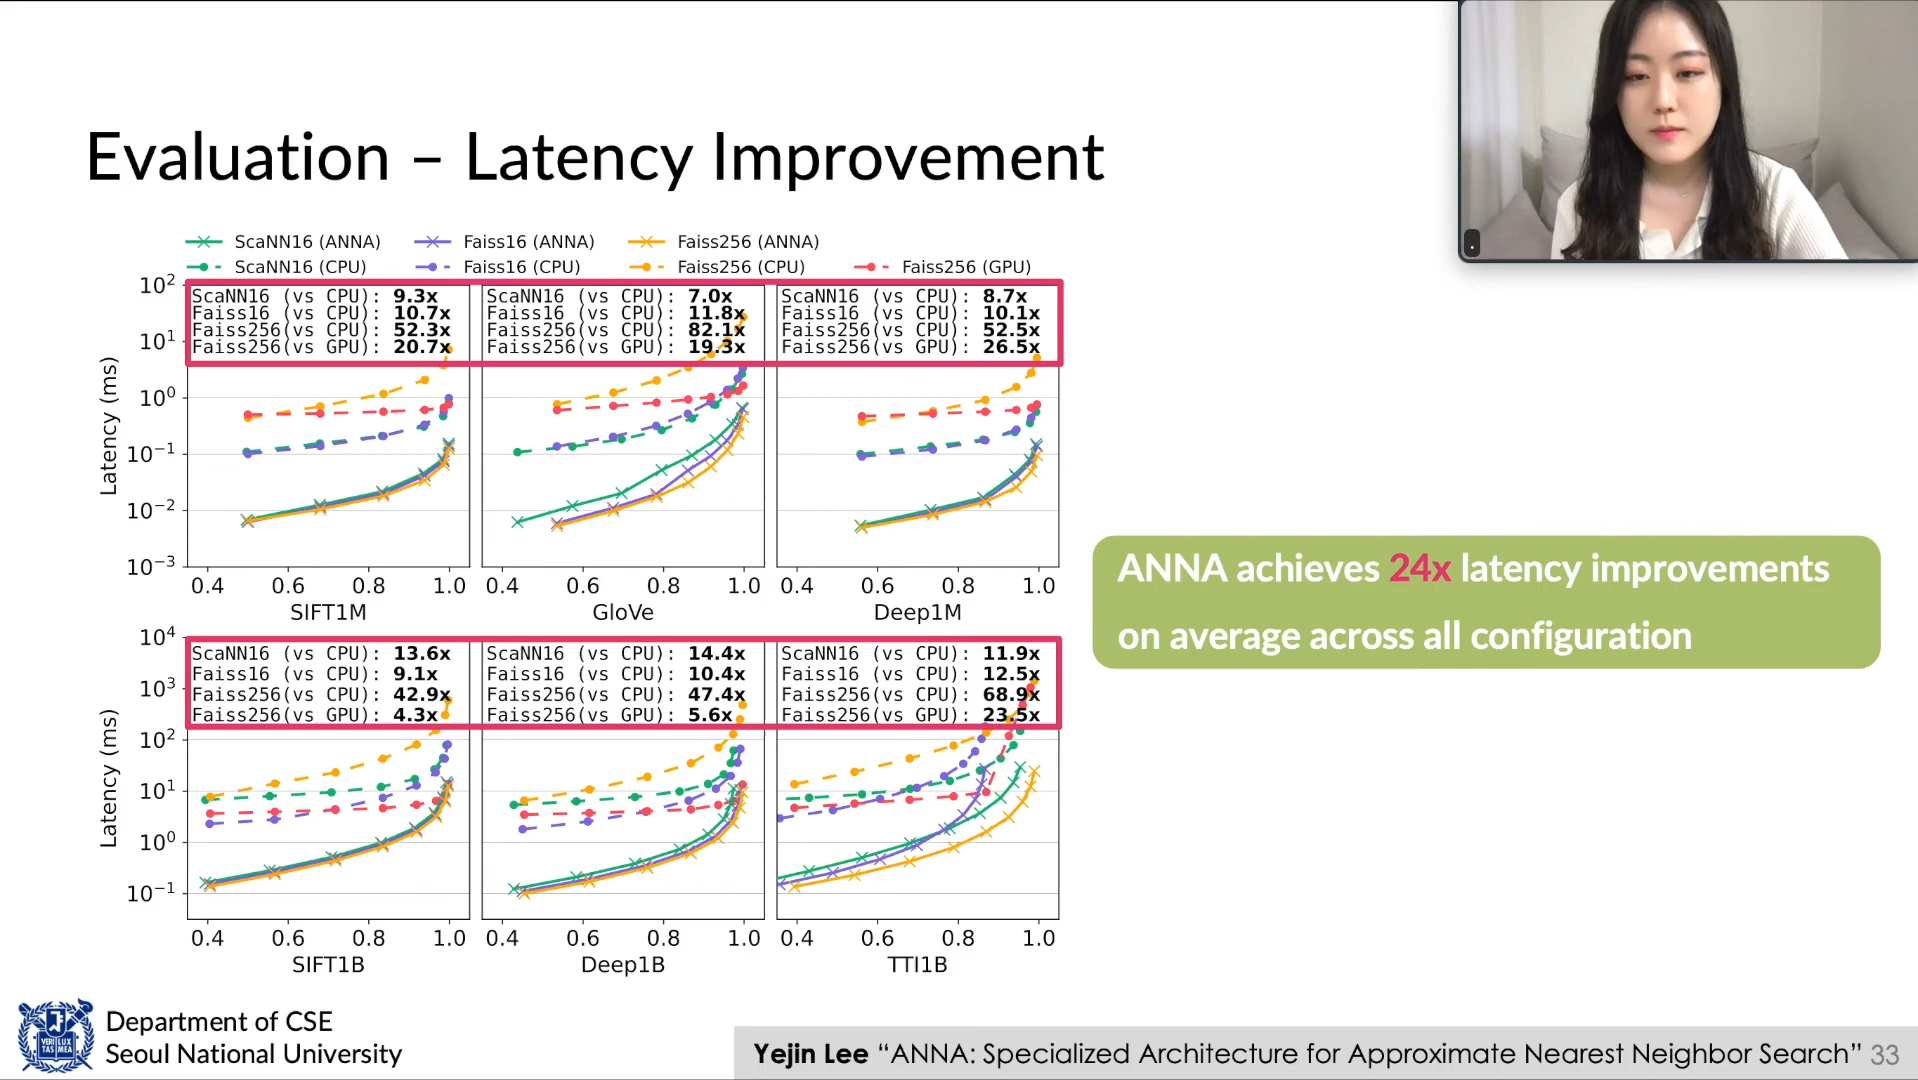 Evaluation – Latency Improvement
ScaNN16 (ANNA) Faiss16 (ANNA) Faiss256 (ANNA)
ScaNN16 (CPU) Faiss16 (CPU) Faiss256 (CPU) Faiss256 (GPU)
Latency (ms)
10² 10¹ 10⁰ 10⁻¹ 10⁻² 10⁻³
ScaNN16 (vs CPU): 9.3x
Faiss16 (vs CPU): 10.7x
Faiss256(vs CPU): 52.3x
Faiss256(vs GPU): 20.7x
0.4 0.6 0.8 1.0
SIFT1M
ScaNN16 (vs CPU): 7.0x
Faiss16 (vs CPU): 11.8x
Faiss256(vs CPU): 82.1x
Faiss256(vs GPU): 19.3x
0.4 0.6 0.8 1.0
GloVe
ScaNN16 (vs CPU): 8.7x
Faiss16 (vs CPU): 10.1x
Faiss256(vs CPU): 52.5x
Faiss256(vs GPU): 26.5x
0.4 0.6 0.8 1.0
Deep1M
Latency (ms)
10⁴ 10³ 10² 10¹ 10⁰ 10⁻¹
ScaNN16 (vs CPU): 13.6x
Faiss16 (vs CPU): 9.1x
Faiss256(vs CPU): 42.9x
Faiss256(vs GPU): 4.3x
0.4 0.6 0.8 1.0
SIFT1B
ScaNN16 (vs CPU): 14.4x
Faiss16 (vs CPU): 10.4x
Faiss256(vs CPU): 47.4x
Faiss256(vs GPU): 5.6x
0.4 0.6 0.8 1.0
Deep1B
ScaNN16 (vs CPU): 11.9x
Faiss16 (vs CPU): 12.5x
Faiss256(vs CPU): 68.9x
Faiss256(vs GPU): 23.5x
0.4 0.6 0.8 1.0
TTI1B
ANNA achieves 24x latency improvements
on average across all configuration
VERI LUX
TAS MEA
Department of CSE
Seoul National University
Yejin Lee “ANNA: Specialized Architecture for Approximate Nearest Neighbor Search” 33